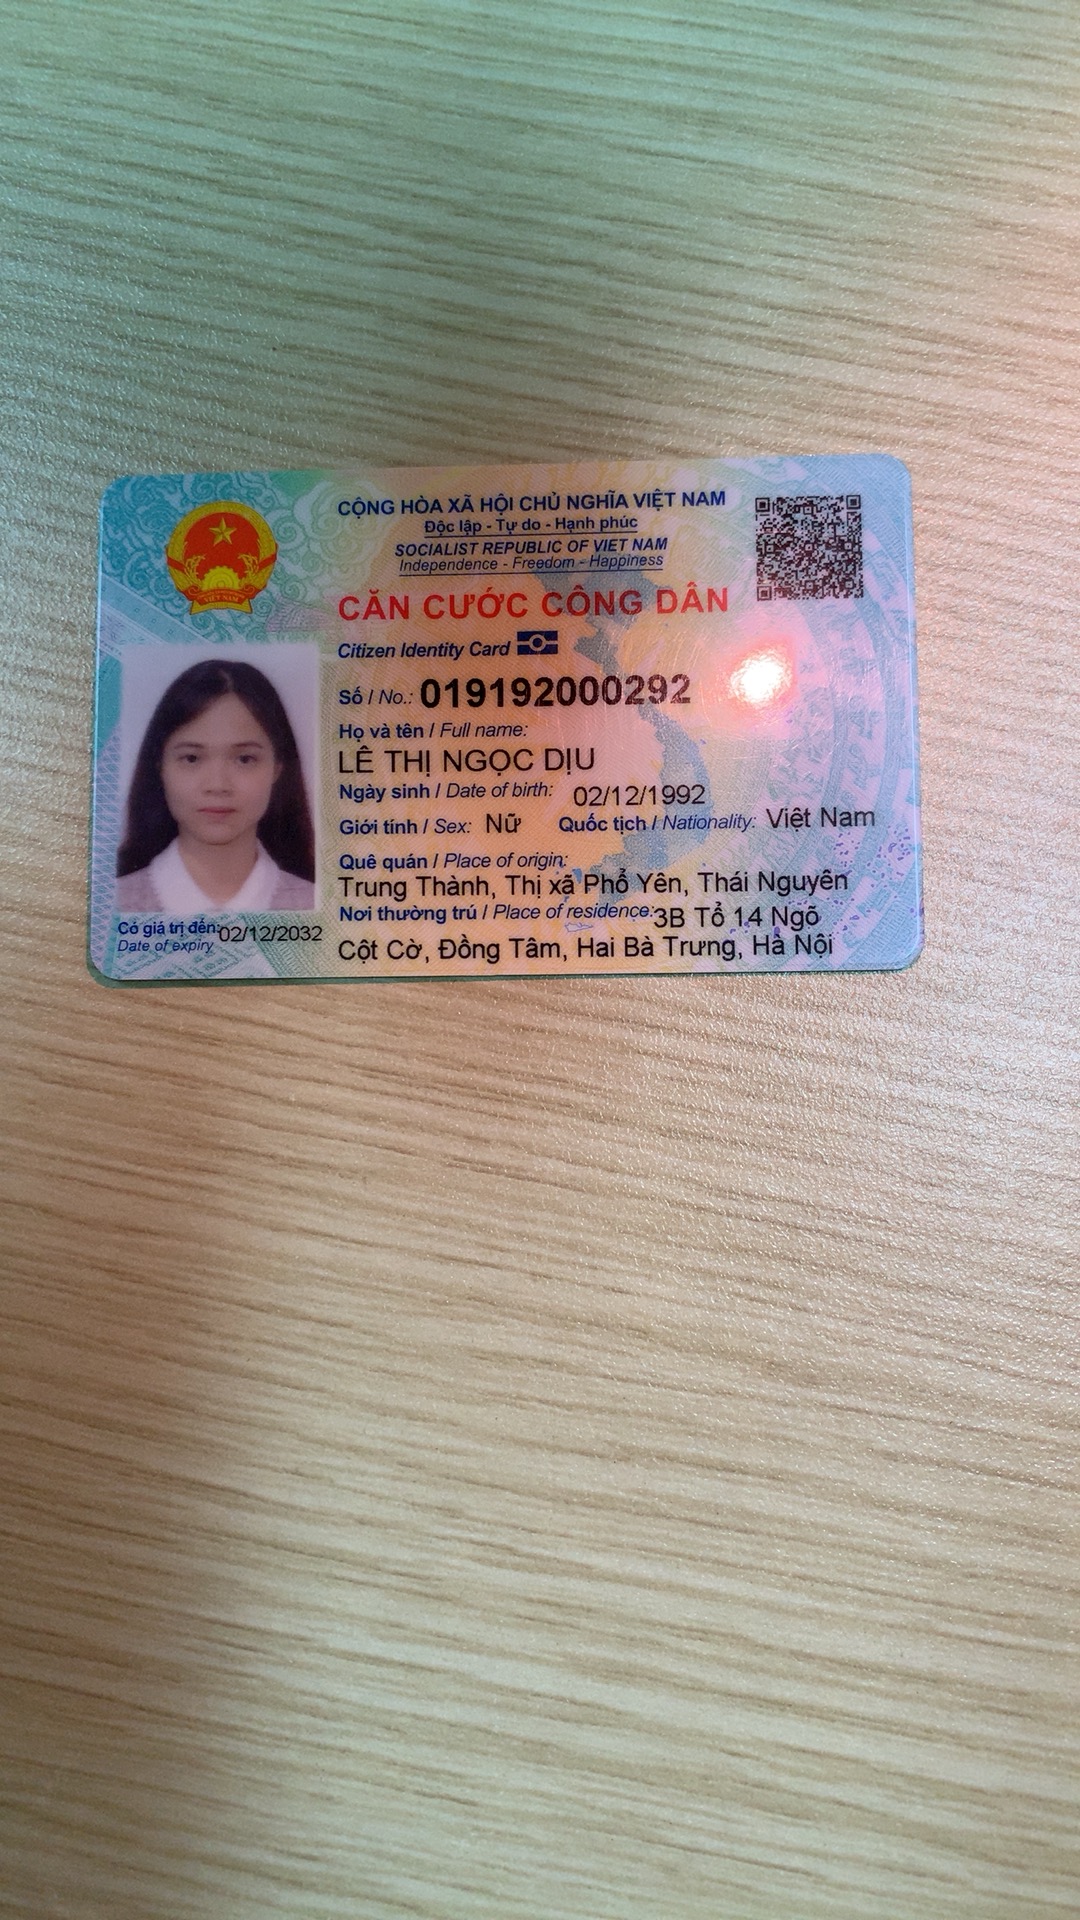 CỘNG HÒA XÃ HỘI CHỦ NGHĨA VIỆT NAM
Độc lập - Tự do - Hạnh phúc
SOCIALIST REPUBLIC OF VIET NAM
Independence - Freedom - Happiness
CĂN CƯỚC CÔNG DÂN
Citizen Identity Card
Số / No.: 019192000292
Họ và tên / Full name:
LÊ THỊ NGỌC DỊU
Ngày sinh / Date of birth: 02/12/1992
Giới tính / Sex: Nữ Quốc tịch / Nationality: Việt Nam
Quê quán / Place of origin:
Trung Thành, Thị xã Phổ Yên, Thái Nguyên
Nơi thường trú / Place of residence: 3B Tổ 14 Ngõ
Cột Cờ, Đồng Tâm, Hai Bà Trưng, Hà Nội
Có giá trị đến: 02/12/2032
Date of expiry
VIỆT NAM